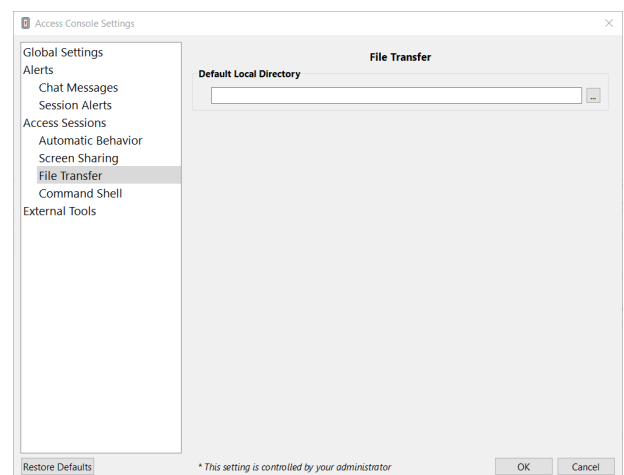 Access Console Settings
Global Settings
Alerts
Chat Messages
Session Alerts
Access Sessions
Automatic Behavior
Screen Sharing
File Transfer
Command Shell
External Tools
File Transfer
Default Local Directory
...
Restore Defaults
* This setting is controlled by your administrator
OK
Cancel